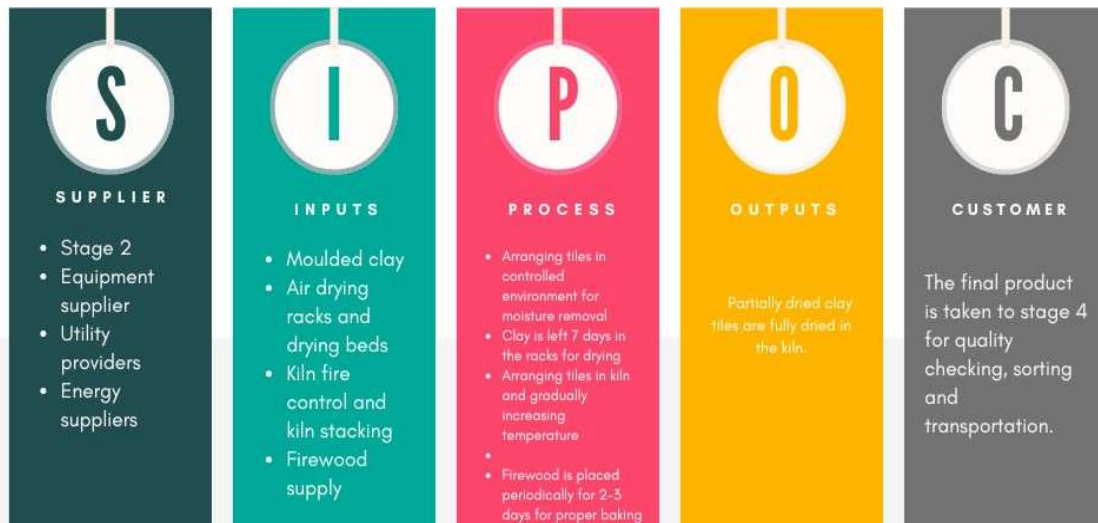 S
SUPPLIER
• Stage 2
• Equipment
supplier
• Utility
providers
• Energy
suppliers
I
INPUTS
• Moulded clay
• Air drying
racks and
drying beds
• Kiln fire
control and
kiln stacking
• Firewood
supply
P
PROCESS
• Arranging tiles in
controlled
environment for
moisture removal
• Clay is left 7 days in
the racks for drying
• Arranging tiles in kiln
and gradually
increasing
temperature
•
• Firewood is placed
periodically for 2-3
days for proper baking
O
OUTPUTS
Partially dried clay
tiles are fully dried in
the kiln.
C
CUSTOMER
The final product
is taken to stage 4
for quality
checking, sorting
and
transportation.